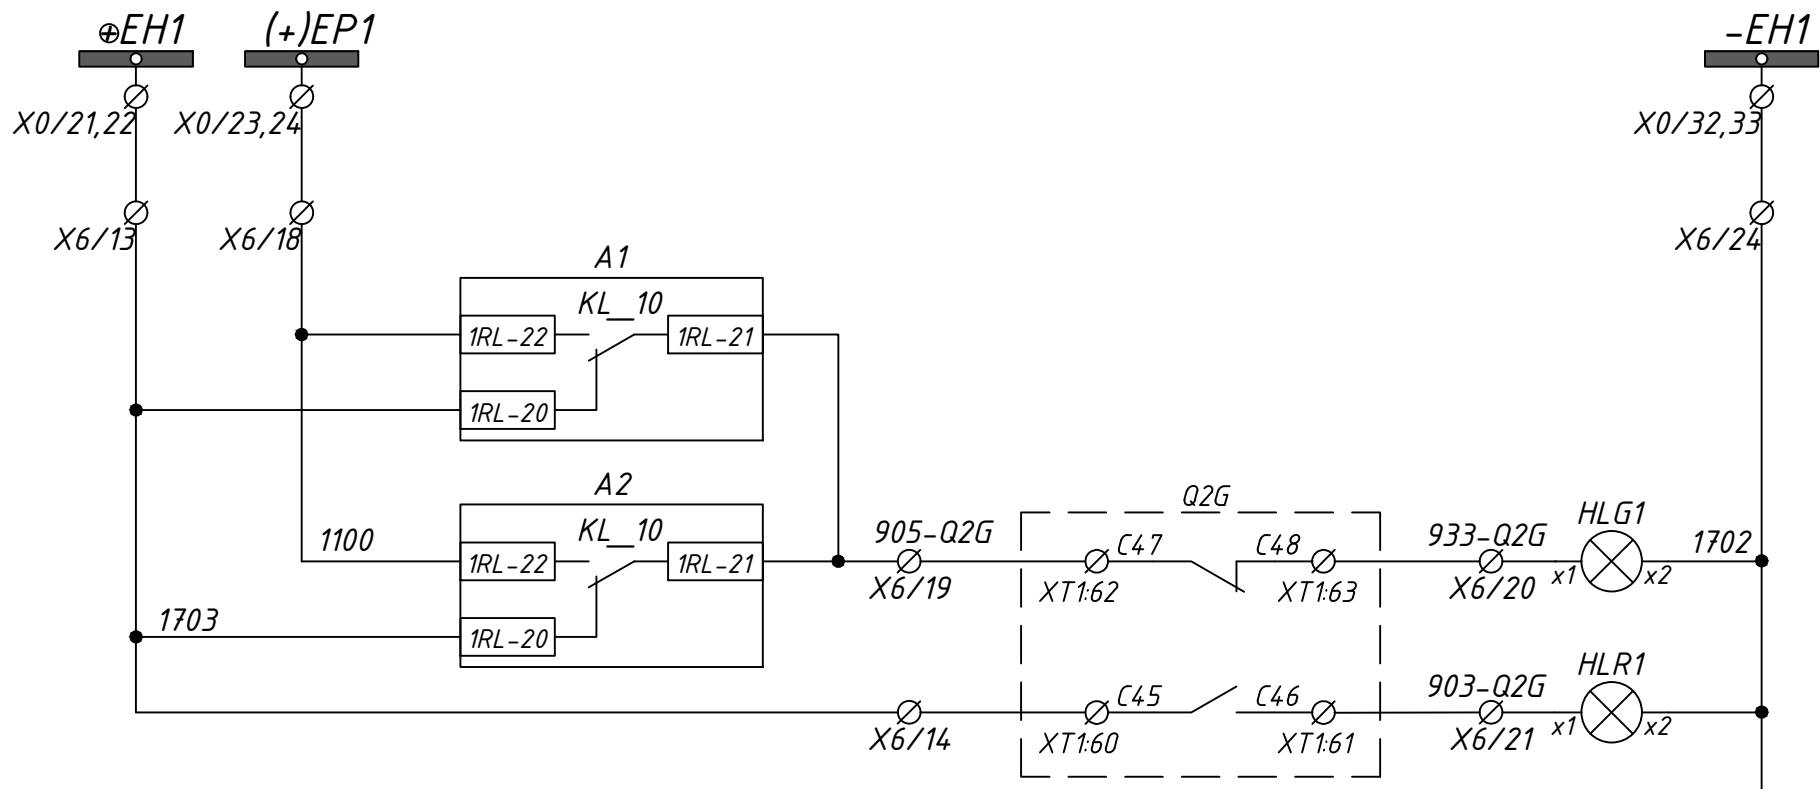 ⊕EH1
(+)EP1
-EH1
X0/21,22
X0/23,24
X0/32,33
X6/13
X6/18
X6/24
A1
KL__10
1RL-22
1RL-21
1RL-20
A2
KL__10
1100
1RL-22
1RL-21
1703
1RL-20
905-Q2G
X6/19
Q2G
C47
C48
XT1:62
XT1:63
933-Q2G
X6/20
HLG1
x1
x2
1702
X6/14
C45
C46
XT1:60
XT1:61
903-Q2G
X6/21
HLR1
x1
x2